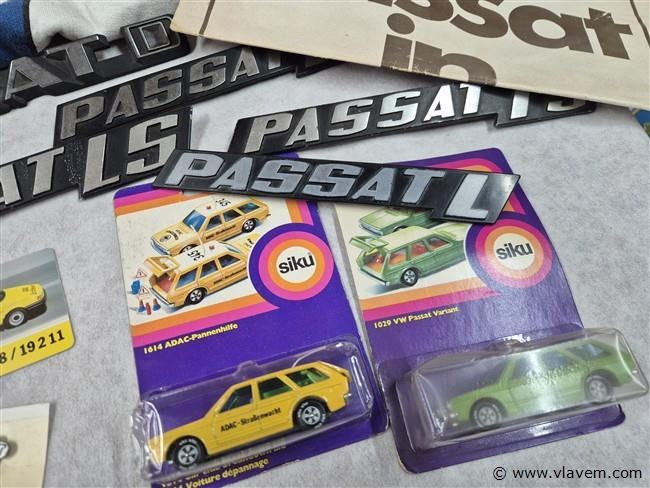 assat
in
AT-D
PASSAT
PASSAT LS
AT LS
PASSAT L
siku
1614 ADAC-Pannenhilfe
siku
1029 VW Passat Variant
8/19211
ADAC-Straßenwacht
Voiture dépannage
© www.vlavem.com